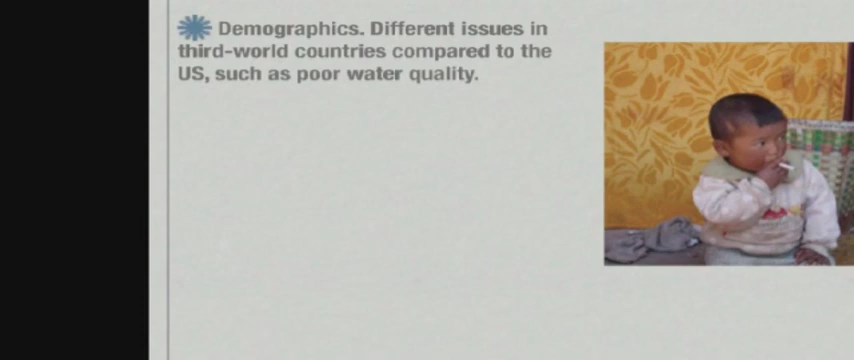 Demographics. Different issues in
third-world countries compared to the
US, such as poor water quality.